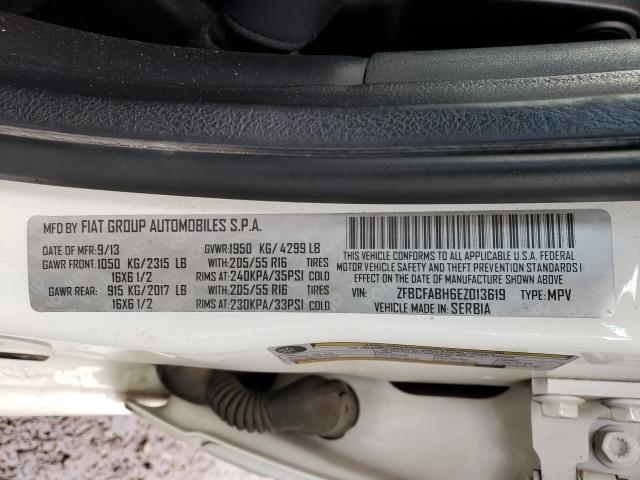 MFD BY FIAT GROUP AUTOMOBILES S.P.A.
DATE OF MFR:9/13 GVWR:1950 KG/ 4299 LB
GAWR FRONT:1050 KG/2315 LB WITH:205/55 R16 TIRES
16X6 1/2 RIMS AT:240KPA/35PSI COLD
GAWR REAR: 915 KG/2017 LB WITH:205/55 R16 TIRES
16X6 1/2 RIMS AT:230KPA/33PSI COLD
THIS VEHICLE CONFORMS TO ALL APPLICABLE U.S.A. FEDERAL
MOTOR VEHICLE SAFETY, BUMPER, AND THEFT PREVENTION STANDARDS IN
EFFECT ON THE DATE OF MANUFACTURE SHOWN ABOVE.
VIN: ZFBCFABH6EZ013619 TYPE: MPV
VEHICLE MADE IN SERBIA